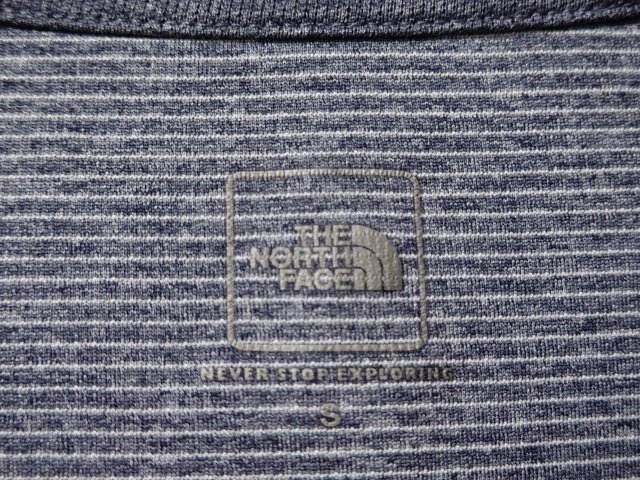 THE
NORTH
FACE
NEVER STOP EXPLORING
S